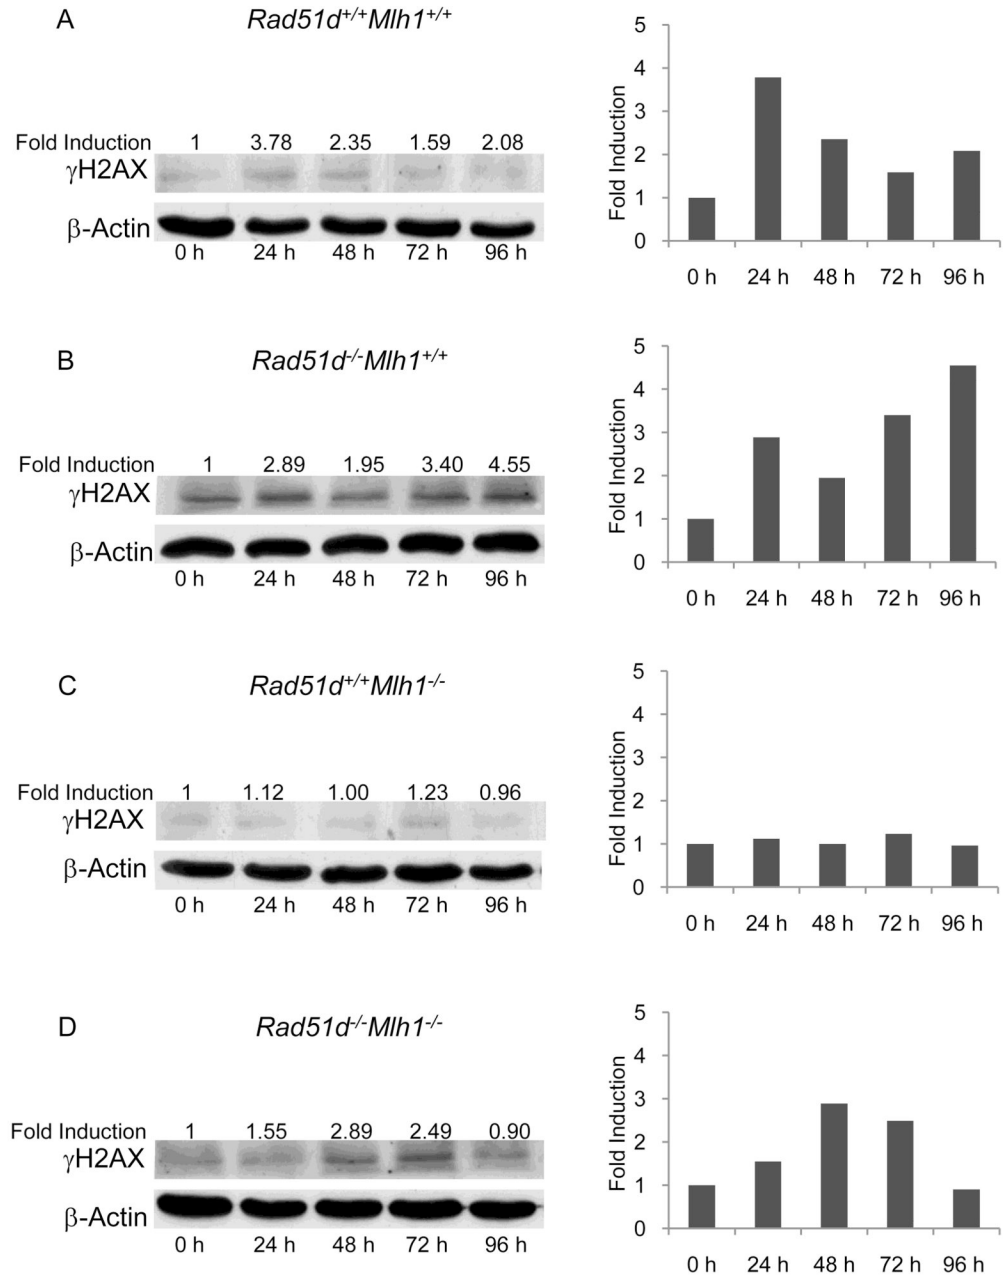 A Rad51d+/+Mlh1+/+
Fold Induction 1 3.78 2.35 1.59 2.08
γH2AX
β-Actin
0 h 24 h 48 h 72 h 96 h
5
4
3
2
1
0
Fold Induction
0 h 24 h 48 h 72 h 96 h
B Rad51d-/-Mlh1+/+
Fold Induction 1 2.89 1.95 3.40 4.55
γH2AX
β-Actin
0 h 24 h 48 h 72 h 96 h
5
4
3
2
1
0
Fold Induction
0 h 24 h 48 h 72 h 96 h
C Rad51d+/+Mlh1-/-
Fold Induction 1 1.12 1.00 1.23 0.96
γH2AX
β-Actin
0 h 24 h 48 h 72 h 96 h
5
4
3
2
1
0
Fold Induction
0 h 24 h 48 h 72 h 96 h
D Rad51d-/-Mlh1-/-
Fold Induction 1 1.55 2.89 2.49 0.90
γH2AX
β-Actin
0 h 24 h 48 h 72 h 96 h
5
4
3
2
1
0
Fold Induction
0 h 24 h 48 h 72 h 96 h